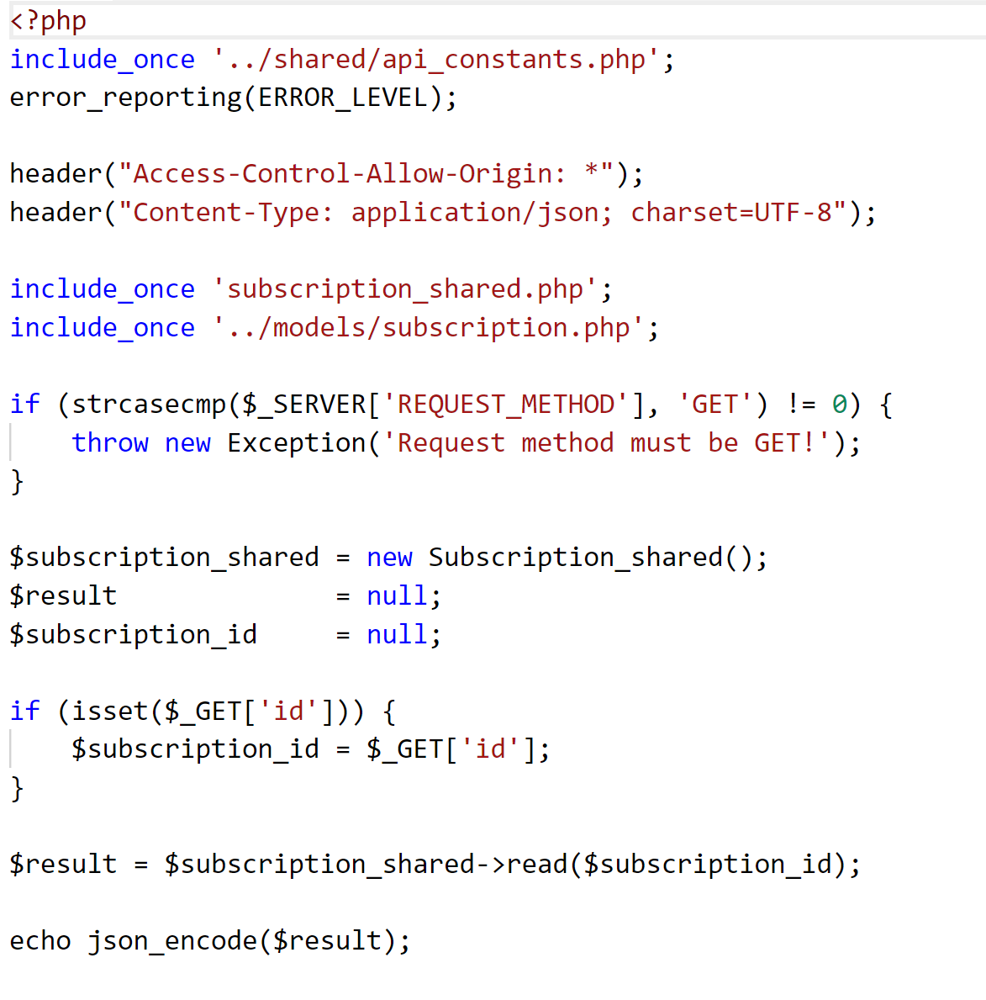 <?php
include_once '../shared/api_constants.php';
error_reporting(ERROR_LEVEL);
header("Access-Control-Allow-Origin: *");
header("Content-Type: application/json; charset=UTF-8");
include_once 'subscription_shared.php';
include_once '../models/subscription.php';
if (strcasecmp($_SERVER['REQUEST_METHOD'], 'GET') != 0) {
    throw new Exception('Request method must be GET!');
}
$subscription_shared = new Subscription_shared();
$result              = null;
$subscription_id     = null;
if (isset($_GET['id'])) {
    $subscription_id = $_GET['id'];
}
$result = $subscription_shared->read($subscription_id);
echo json_encode($result);